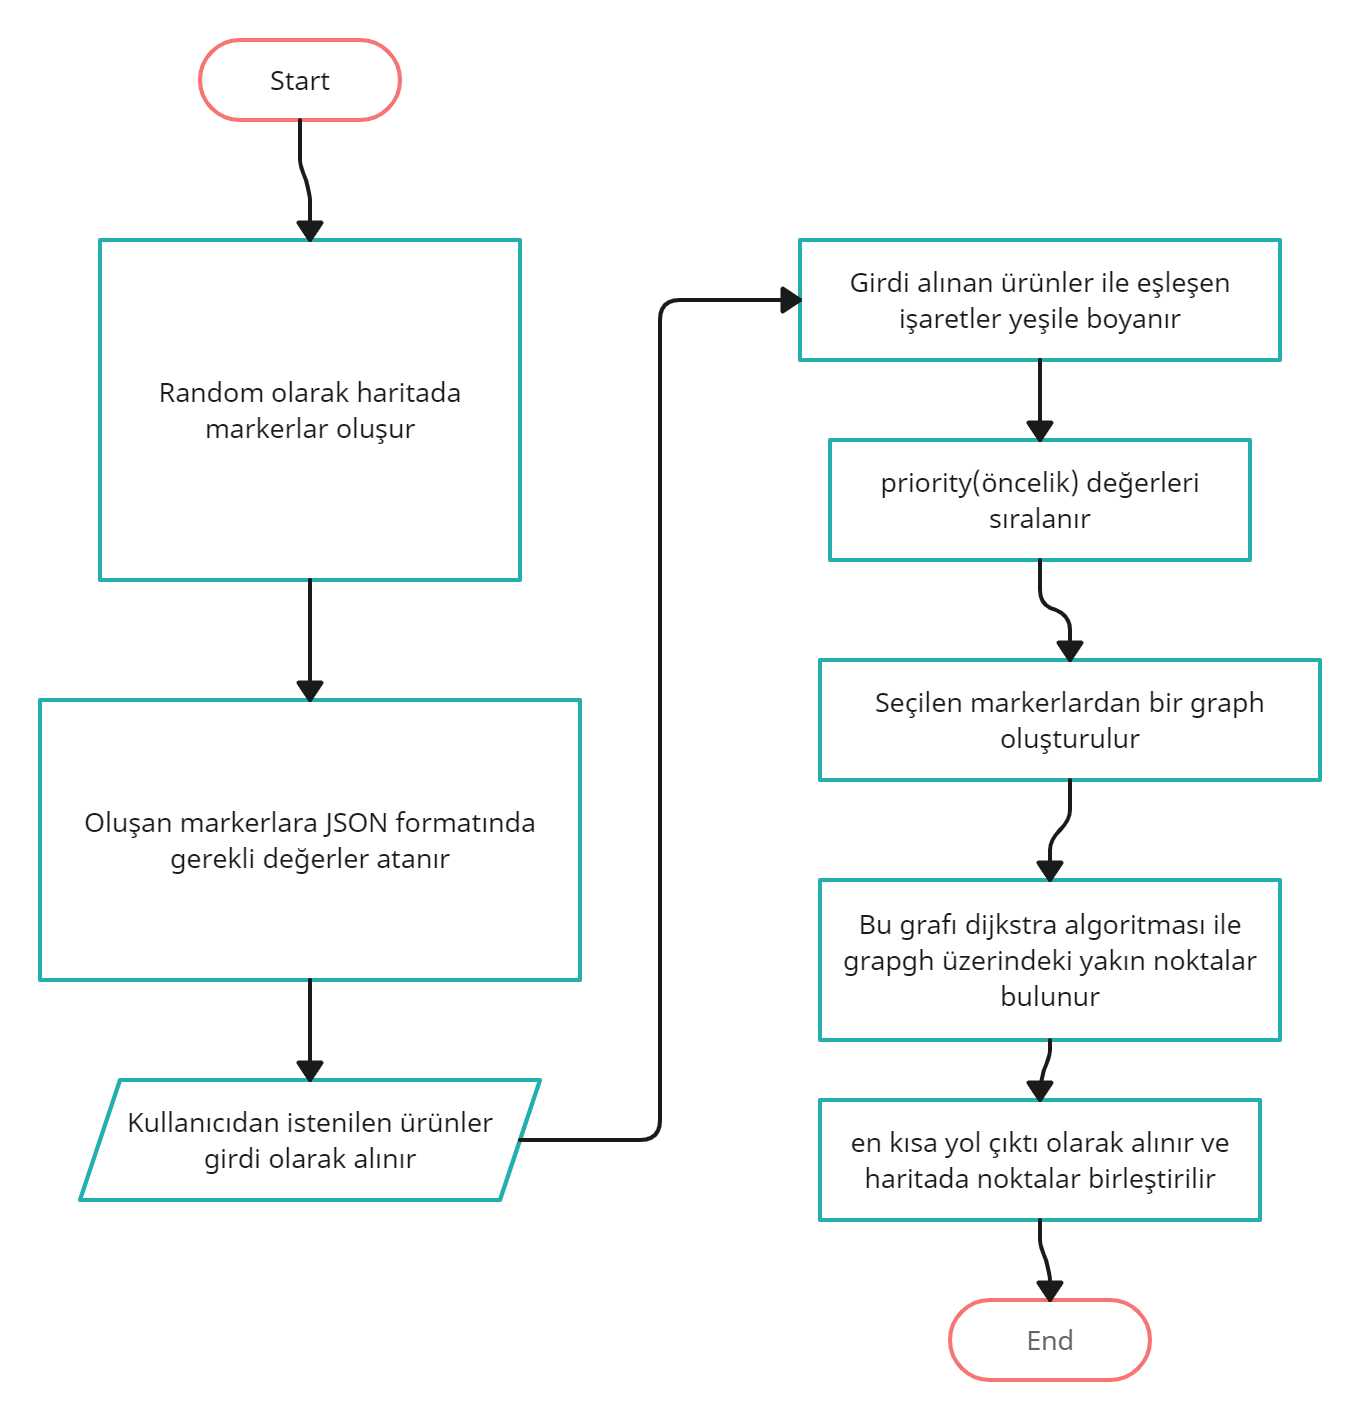 Start
Random olarak haritada
markerlar oluşur
Oluşan markerlara JSON formatında
gerekli değerler atanır
Kullanıcıdan istenilen ürünler
girdi olarak alınır
Girdi alınan ürünler ile eşleşen
işaretler yeşile boyanır
priority(öncelik) değerleri
sıralanır
Seçilen markerlardan bir graph
oluşturulur
Bu grafı dijkstra algoritması ile
grapgh üzerindeki yakın noktalar
bulunur
en kısa yol çıktı olarak alınır ve
haritada noktalar birleştirilir
End